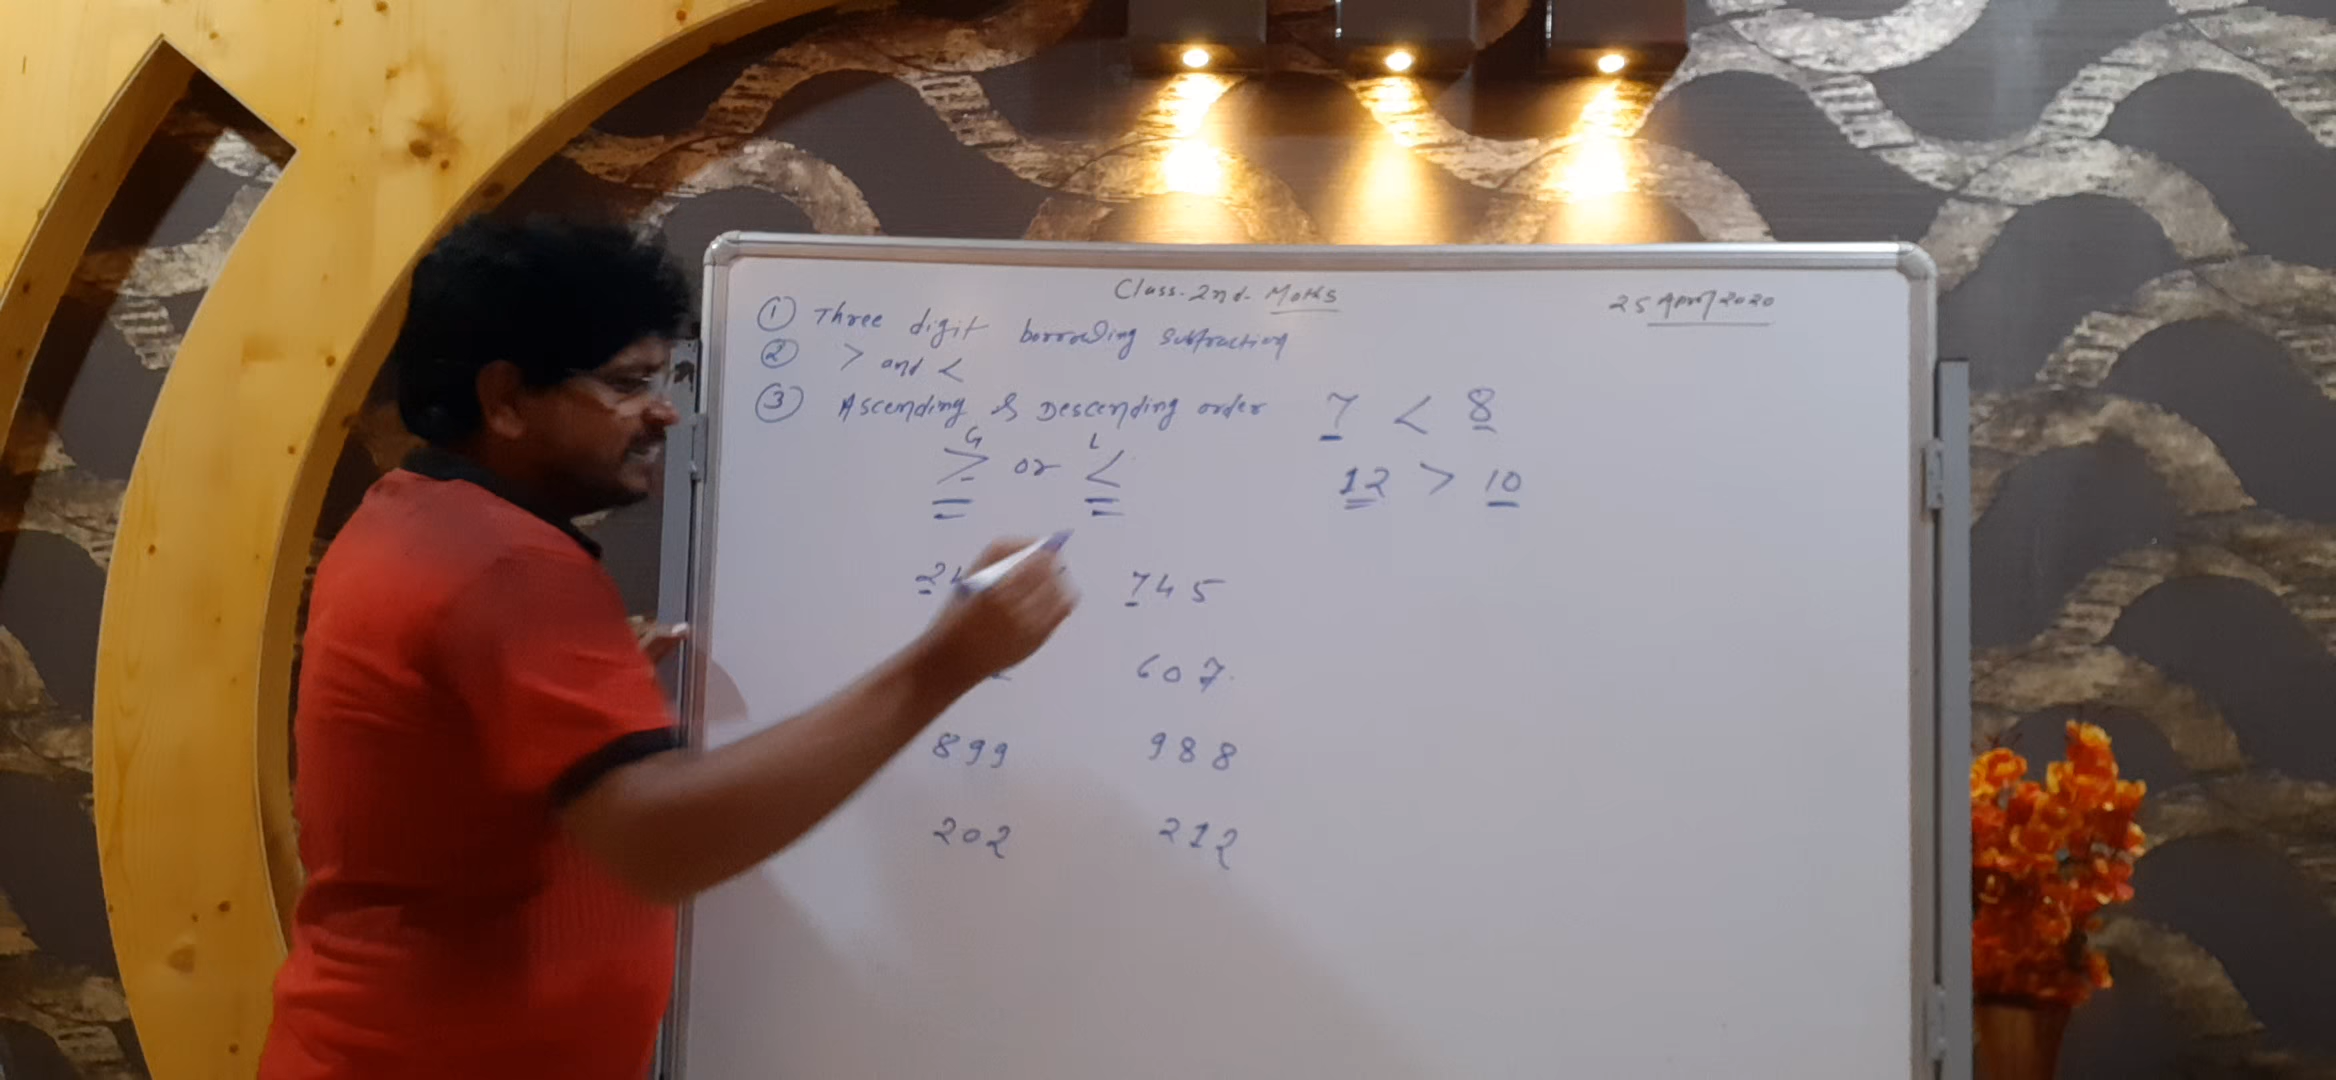 Class-2nd-Maths
25 April 2020
① Three digit borrowing Subtraction
② > and <
③ Ascending & Descending order
7 < 8
G L
> or <
12 > 10
745
607
899 988
202 212